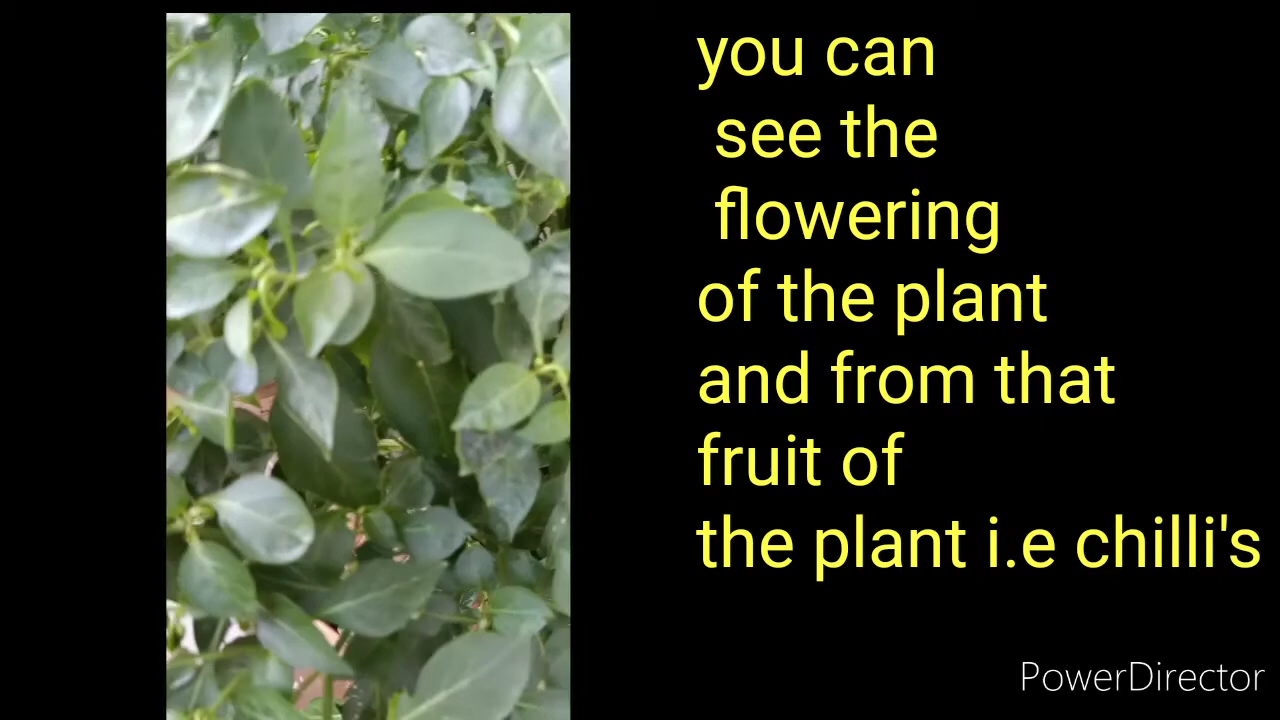 you can
see the
flowering
of the plant
and from that
fruit of
the plant i.e chilli's
PowerDirector